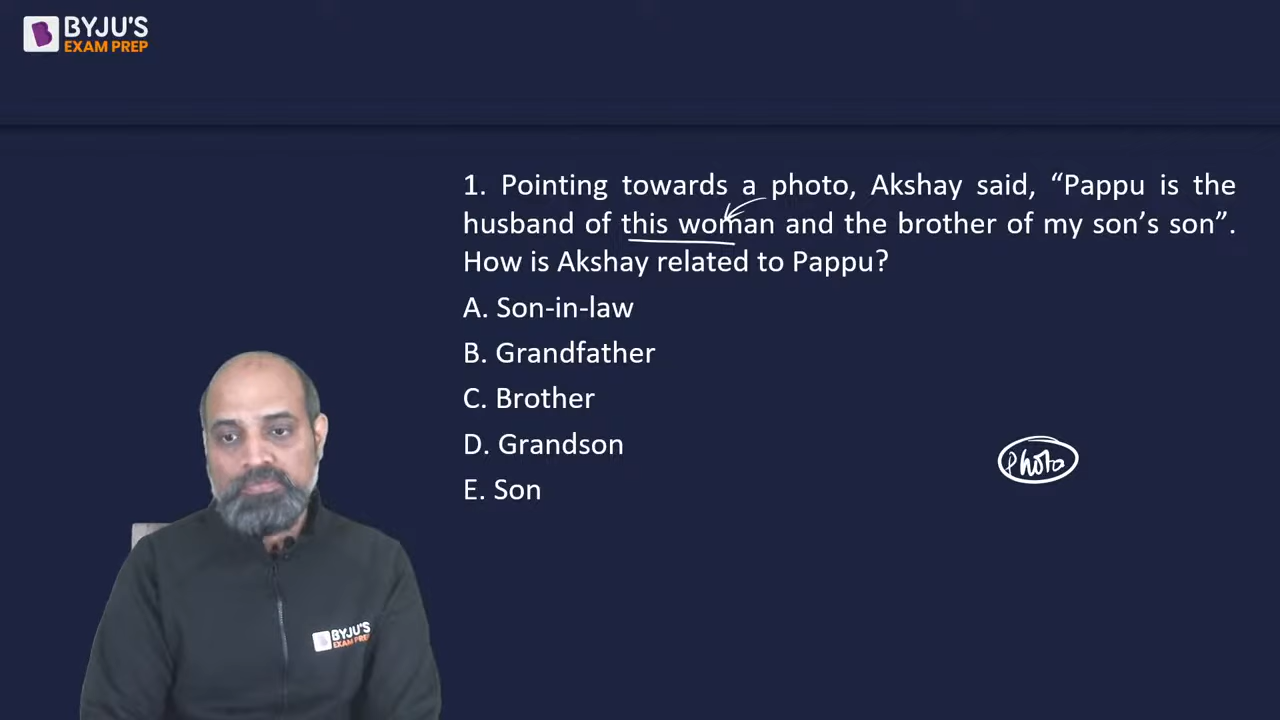 BYJU'S
EXAM PREP
1. Pointing towards a photo, Akshay said, “Pappu is the
husband of this woman and the brother of my son’s son”.
How is Akshay related to Pappu?
A. Son-in-law
B. Grandfather
C. Brother
D. Grandson
Photo
E. Son
BYJU'S
EXAM PREP